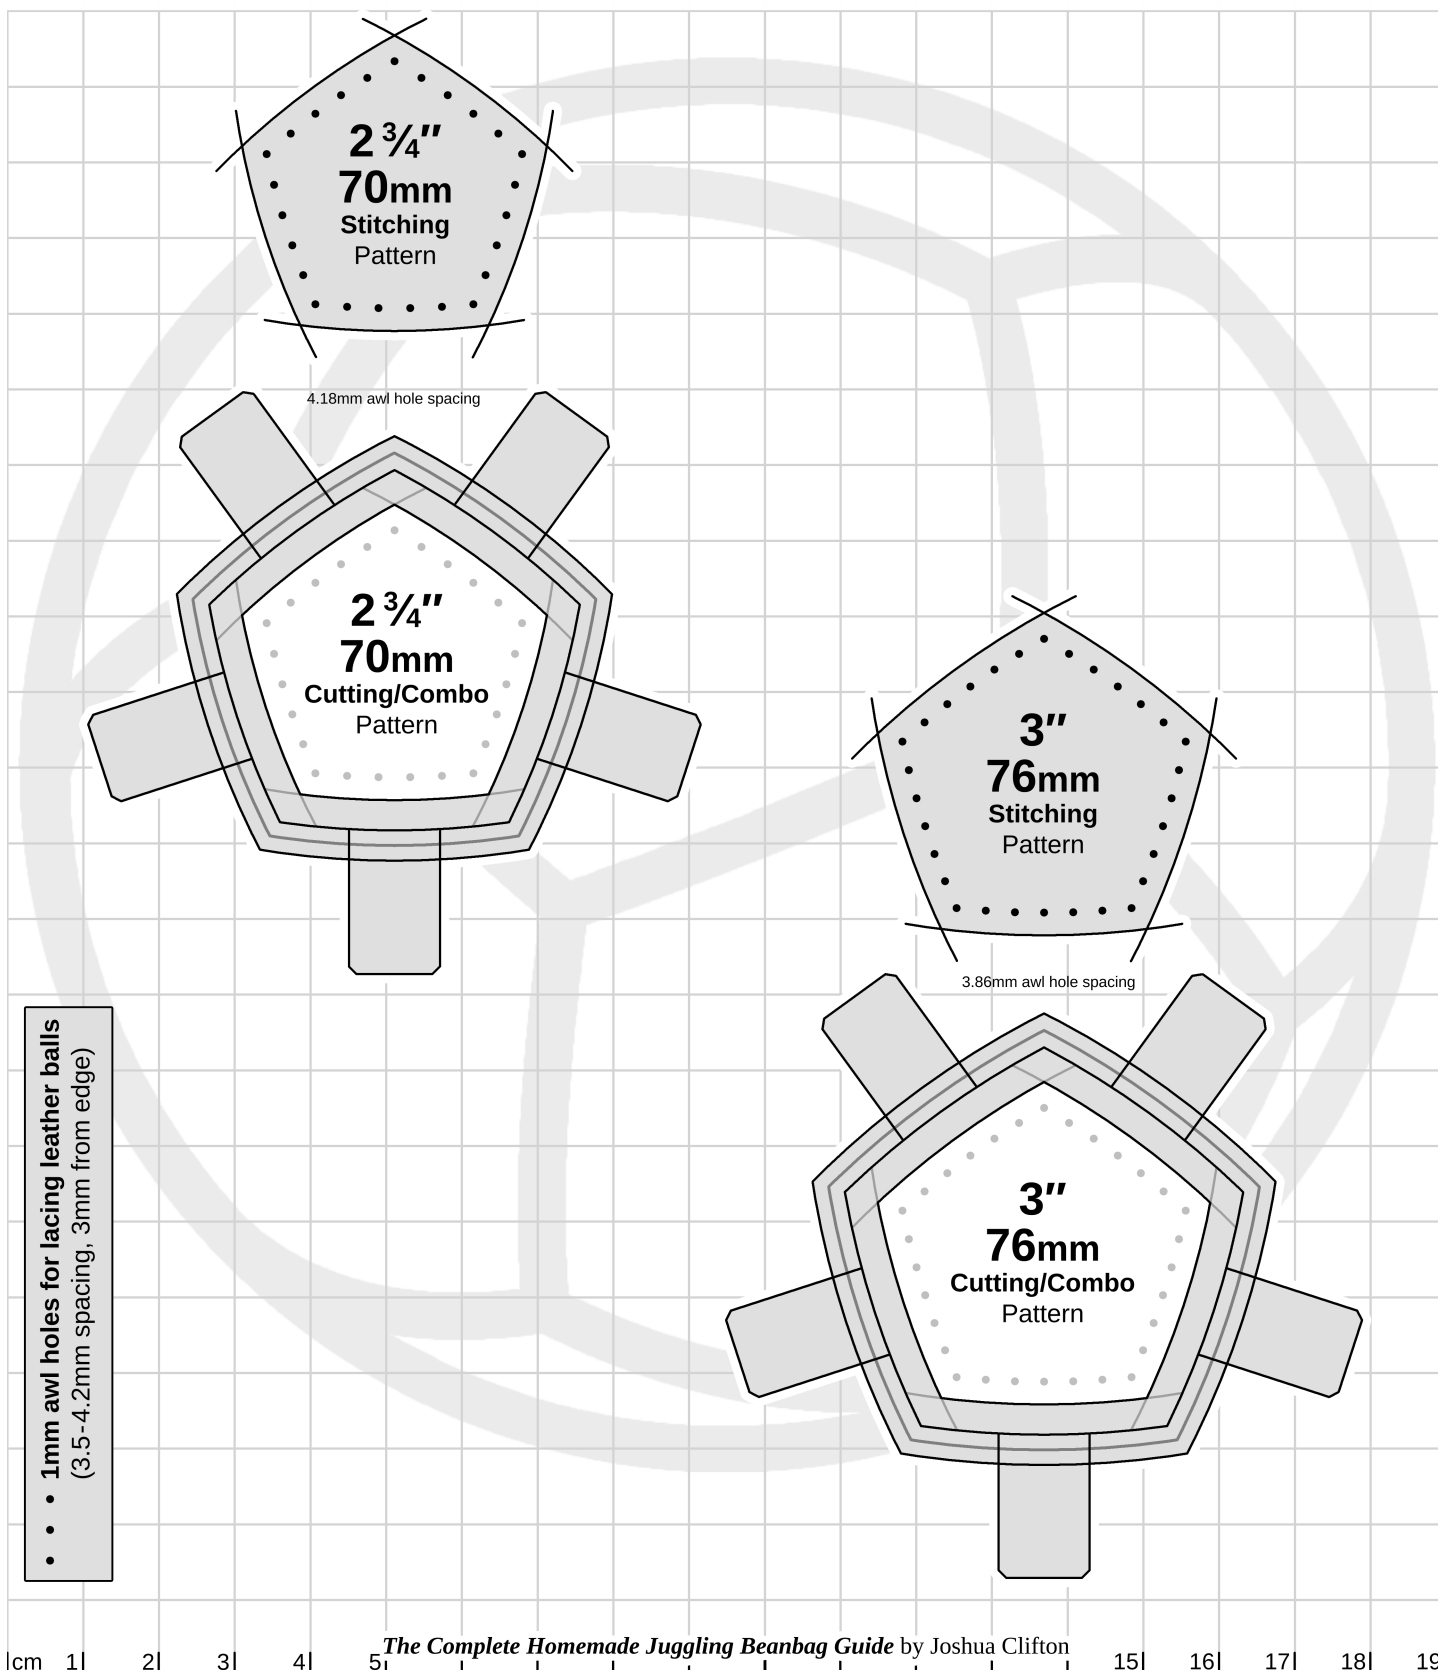 2 ¾″
70mm
Stitching
Pattern
4.18mm awl hole spacing
2 ¾″
70mm
Cutting/Combo
Pattern
3″
76mm
Stitching
Pattern
3.86mm awl hole spacing
3″
76mm
Cutting/Combo
Pattern
1mm awl holes for lacing leather balls
(3.5-4.2mm spacing, 3mm from edge)
The Complete Homemade Juggling Beanbag Guide by Joshua Clifton
cm 1 2 3 4 5 15 16 17 18 19